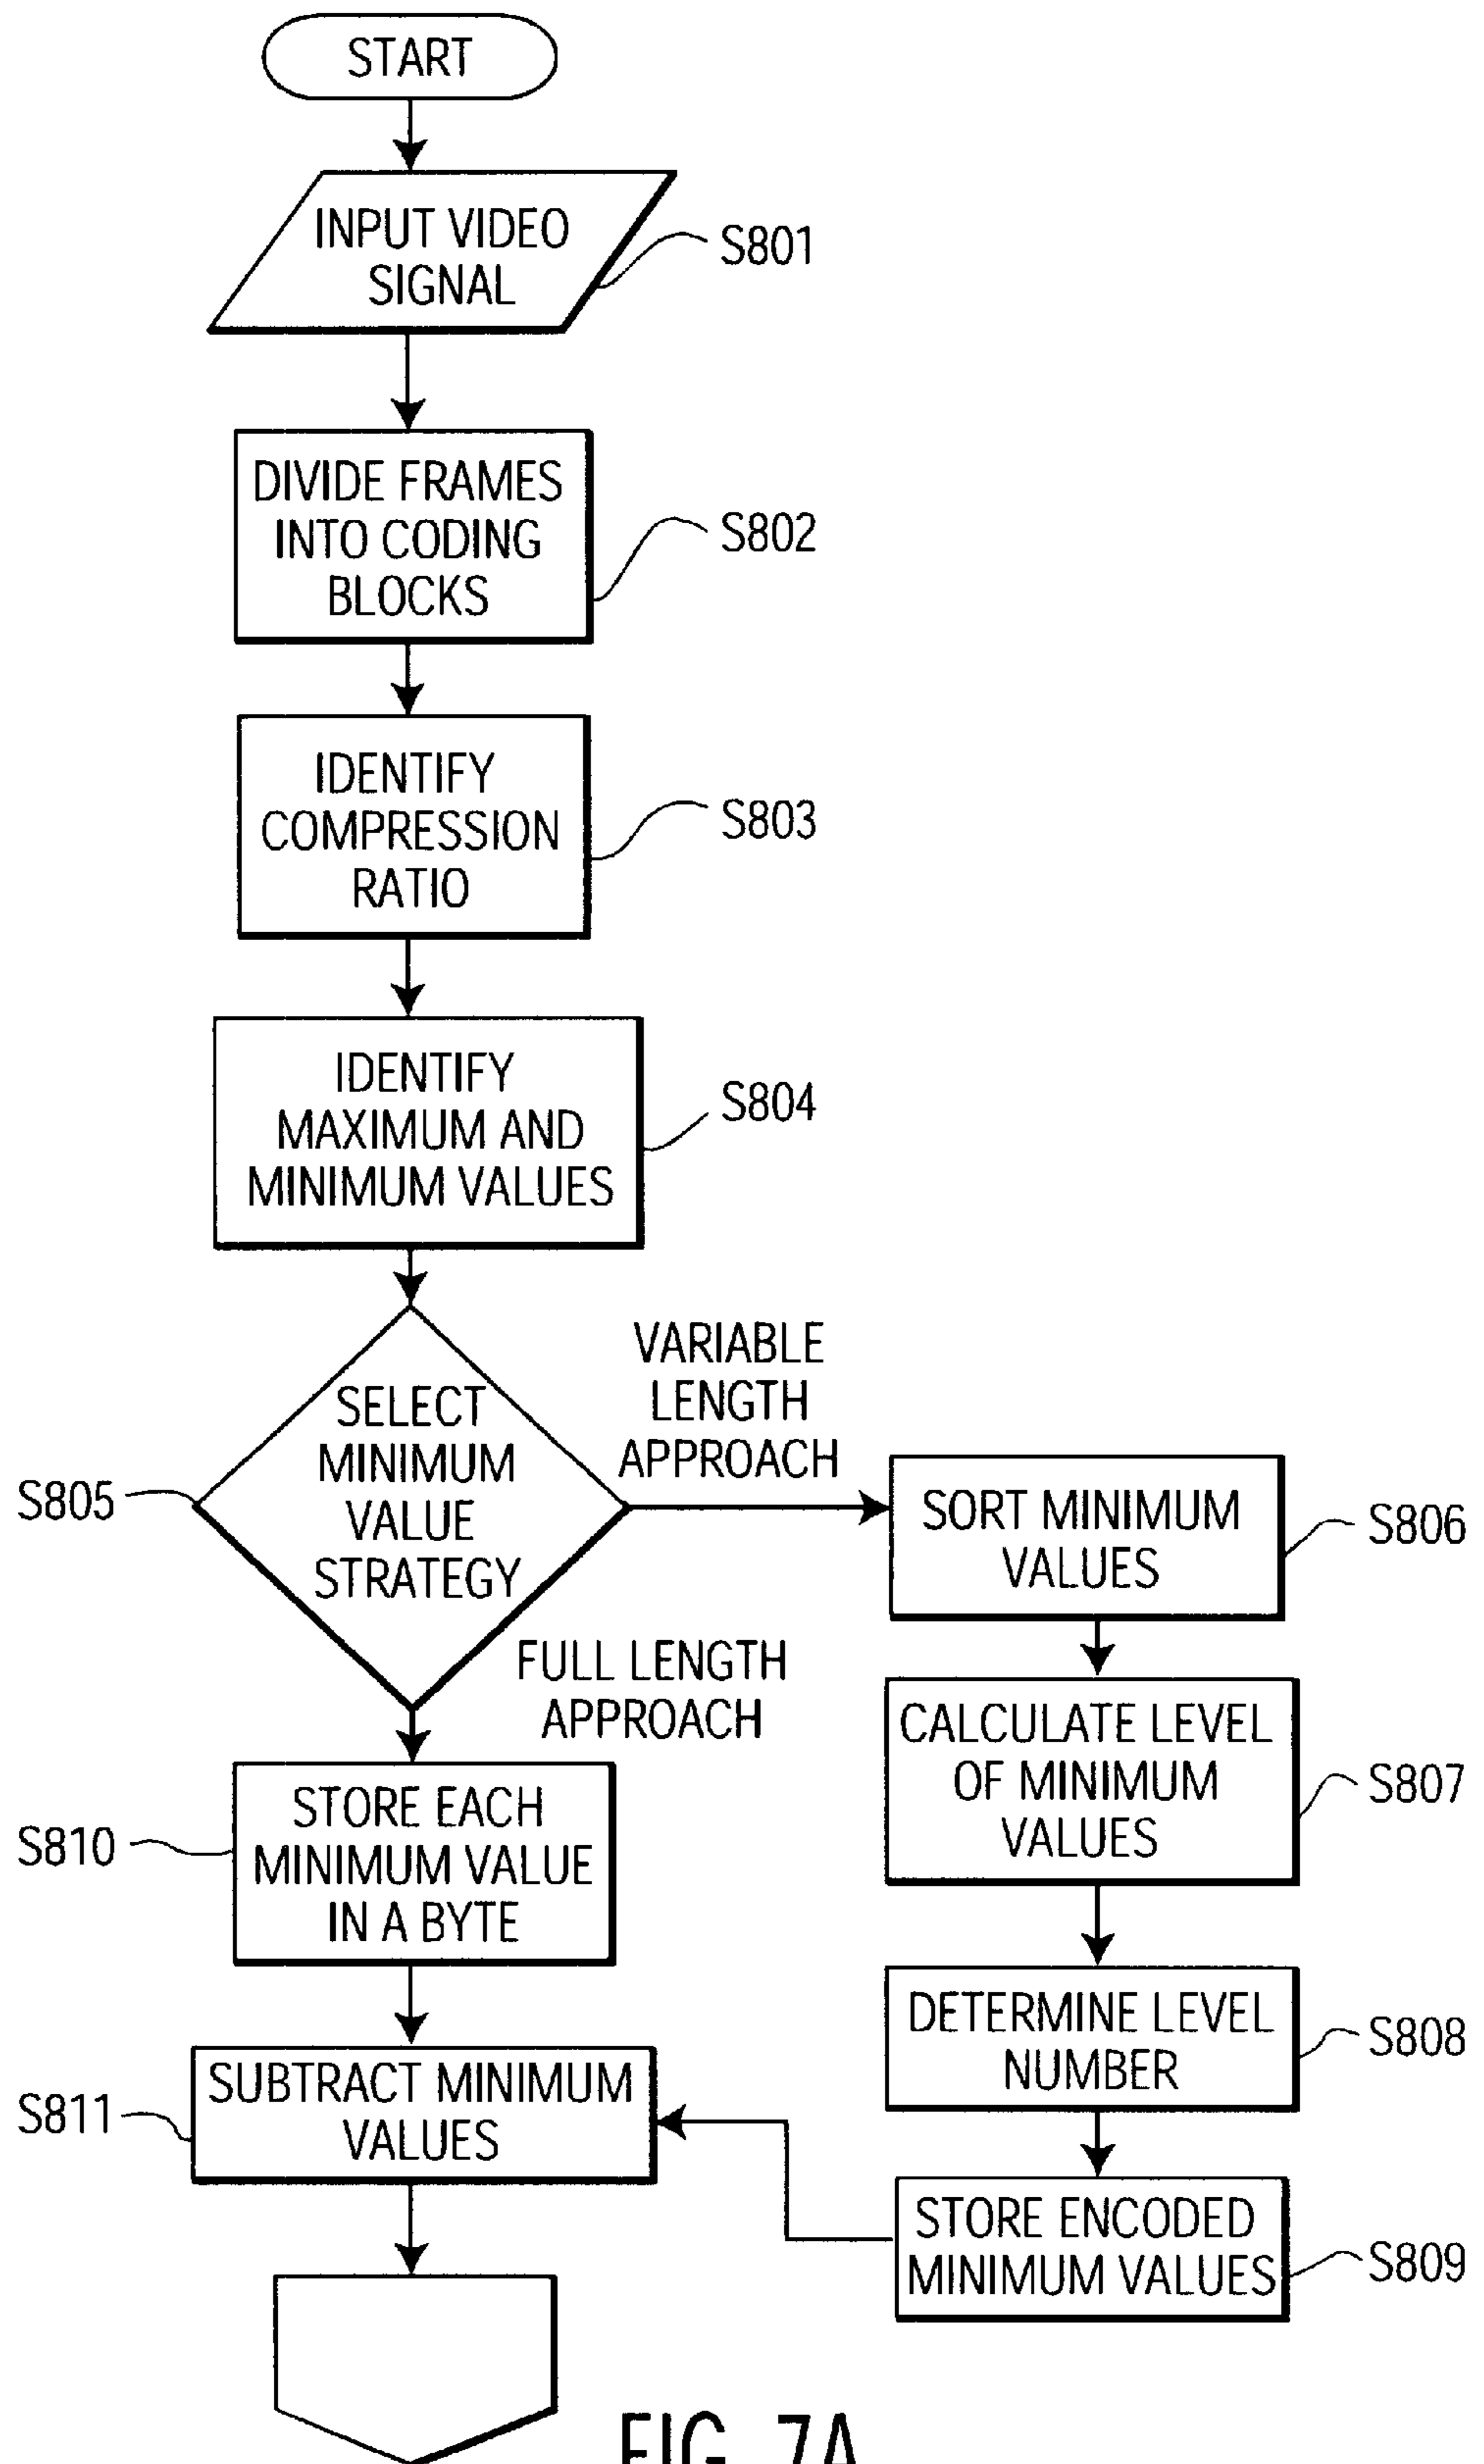 START
INPUT VIDEO
SIGNAL
S801
DIVIDE FRAMES
INTO CODING
BLOCKS
S802
IDENTIFY
COMPRESSION
RATIO
S803
IDENTIFY
MAXIMUM AND
MINIMUM VALUES
S804
SELECT
MINIMUM
VALUE
STRATEGY
S805
VARIABLE
LENGTH
APPROACH
SORT MINIMUM
VALUES
S806
CALCULATE LEVEL
OF MINIMUM
VALUES
S807
DETERMINE LEVEL
NUMBER
S808
STORE ENCODED
MINIMUM VALUES
S809
FULL LENGTH
APPROACH
STORE EACH
MINIMUM VALUE
IN A BYTE
S810
SUBTRACT MINIMUM
VALUES
S811
FIG. 7A